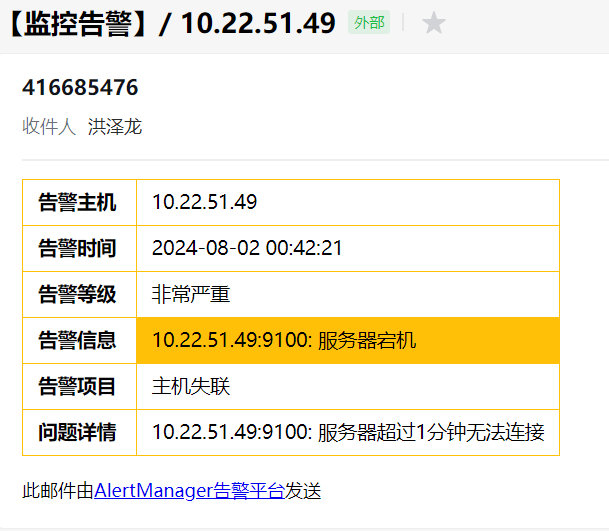 【监控告警】/ 10.22.51.49 外部
416685476
收件人 洪泽龙
告警主机 10.22.51.49
告警时间 2024-08-02 00:42:21
告警等级 非常严重
告警信息 10.22.51.49:9100: 服务器宕机
告警项目 主机失联
问题详情 10.22.51.49:9100: 服务器超过1分钟无法连接
此邮件由AlertManager告警平台发送